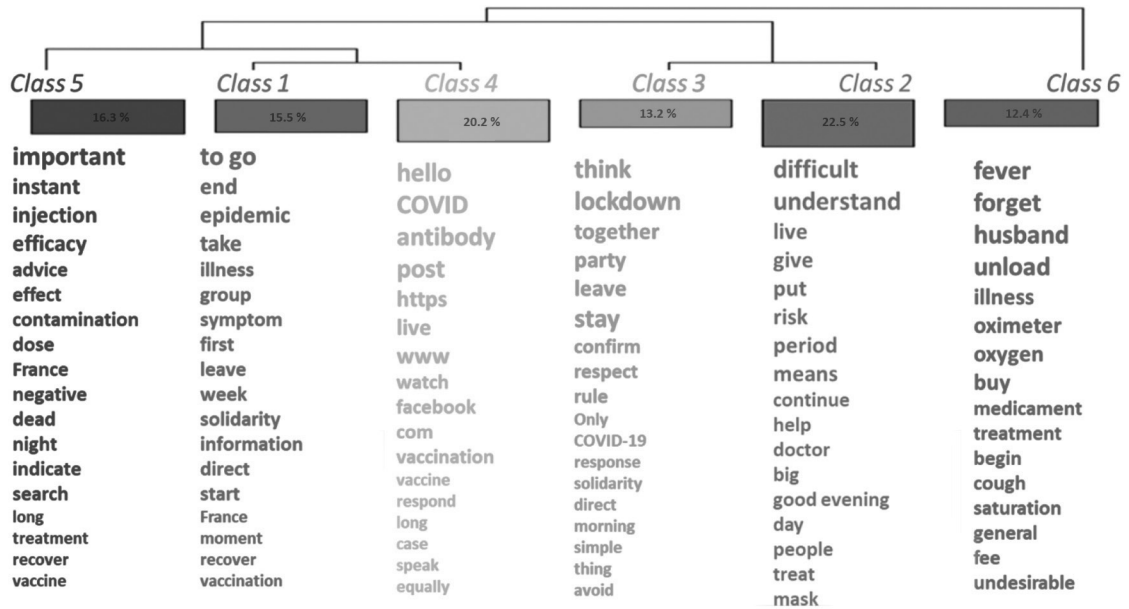 Class 5
16.3 %
important
instant
injection
efficacy
advice
effect
contamination
dose
France
negative
dead
night
indicate
search
long
treatment
recover
vaccine
Class 1
15.5 %
to go
end
epidemic
take
illness
group
symptom
first
leave
week
solidarity
information
direct
start
France
moment
recover
vaccination
Class 4
20.2 %
hello
COVID
antibody
post
https
live
www
watch
facebook
com
vaccination
vaccine
respond
long
case
speak
equally
Class 3
13.2 %
think
lockdown
together
party
leave
stay
confirm
respect
rule
Only
COVID-19
response
solidarity
direct
morning
simple
thing
avoid
Class 2
22.5 %
difficult
understand
live
give
put
risk
period
means
continue
help
doctor
big
good evening
day
people
treat
mask
Class 6
12.4 %
fever
forget
husband
unload
illness
oximeter
oxygen
buy
medicament
treatment
begin
cough
saturation
general
fee
undesirable